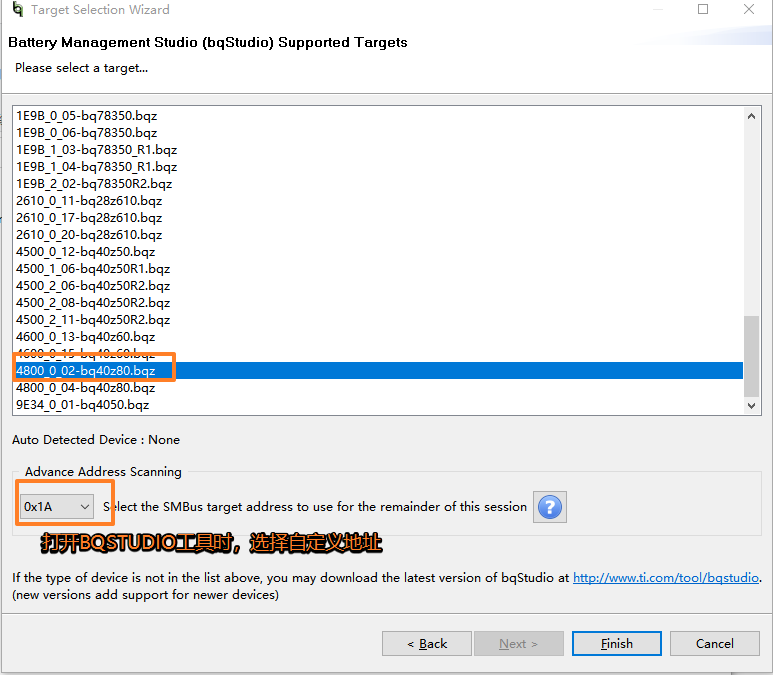 Target Selection Wizard
Battery Management Studio (bqStudio) Supported Targets
Please select a target...
1E9B_0_05-bq78350.bqz
1E9B_0_06-bq78350.bqz
1E9B_1_03-bq78350_R1.bqz
1E9B_1_04-bq78350_R1.bqz
1E9B_2_02-bq78350R2.bqz
2610_0_11-bq28z610.bqz
2610_0_17-bq28z610.bqz
2610_0_20-bq28z610.bqz
4500_0_12-bq40z50.bqz
4500_1_06-bq40z50R1.bqz
4500_2_06-bq40z50R2.bqz
4500_2_08-bq40z50R2.bqz
4500_2_11-bq40z50R2.bqz
4600_0_13-bq40z60.bqz
4600_0_15-bq40z60.bqz
4800_0_02-bq40z80.bqz
4800_0_04-bq40z80.bqz
9E34_0_01-bq4050.bqz
Auto Detected Device : None
Advance Address Scanning
0x1A Select the SMBus target address to use for the remainder of this session ?
打开BQSTUDIO工具时，选择自定义地址
If the type of device is not in the list above, you may download the latest version of bqStudio at http://www.ti.com/tool/bqstudio.
(new versions add support for newer devices)
< Back Next > Finish Cancel